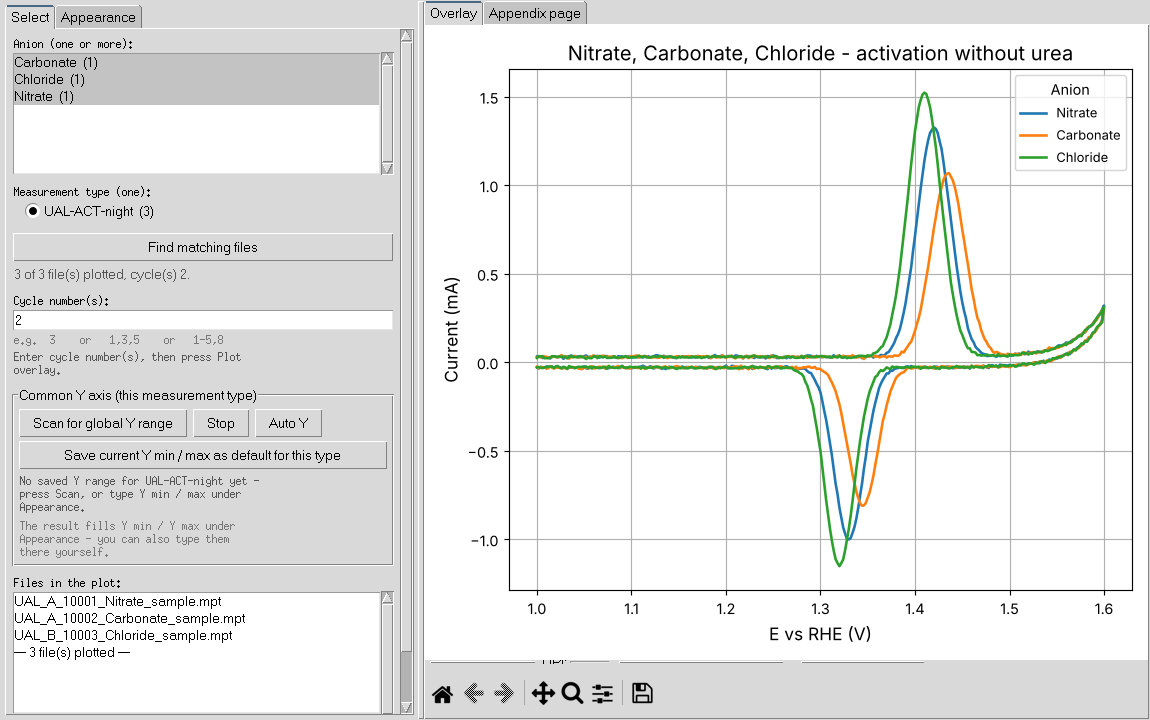 Select
Appearance
Anion (one or more):
Carbonate (1)
Chloride (1)
Nitrate (1)
Measurement type (one):
UAL-ACT-night (3)
Find matching files
3 of 3 file(s) plotted, cycle(s) 2.
Cycle number(s):
2
e.g. 3 or 1,3,5 or 1-5,8
Enter cycle number(s), then press Plot
overlay.
Common Y axis (this measurement type)
Scan for global Y range
Stop
Auto Y
Save current Y min / max as default for this type
No saved Y range for UAL-ACT-night yet -
press Scan, or type Y min / max under
Appearance.
The result fills Y min / Y max under
Appearance - you can also type them
there yourself.
Files in the plot:
UAL_A_10001_Nitrate_sample.mpt
UAL_A_10002_Carbonate_sample.mpt
UAL_B_10003_Chloride_sample.mpt
— 3 file(s) plotted —
Overlay
Appendix page
Nitrate, Carbonate, Chloride - activation without urea
Anion
Nitrate
Carbonate
Chloride
Current (mA)
1.5
1.0
0.5
0.0
−0.5
−1.0
1.0
1.1
1.2
1.3
1.4
1.5
1.6
E vs RHE (V)